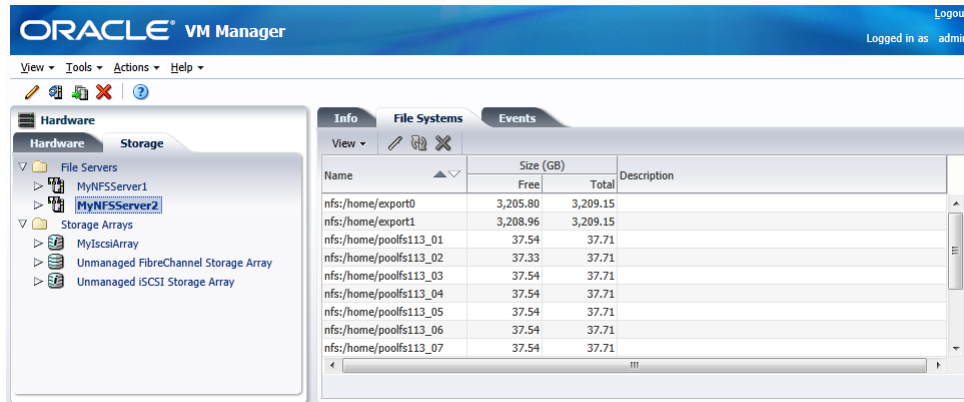 ORACLE® VM Manager
Logou
Logged in as admin
View Tools Actions Help
Hardware
Hardware Storage
File Servers
MyNFSServer1
MyNFSServer2
Storage Arrays
MyIscsiArray
Unmanaged FibreChannel Storage Array
Unmanaged iSCSI Storage Array
Info File Systems Events
View
Name Size (GB) Description
Free Total
nfs:/home/export0 3,205.80 3,209.15
nfs:/home/export1 3,208.96 3,209.15
nfs:/home/poolfs113_01 37.54 37.71
nfs:/home/poolfs113_02 37.33 37.71
nfs:/home/poolfs113_03 37.54 37.71
nfs:/home/poolfs113_04 37.54 37.71
nfs:/home/poolfs113_05 37.54 37.71
nfs:/home/poolfs113_06 37.54 37.71
nfs:/home/poolfs113_07 37.54 37.71